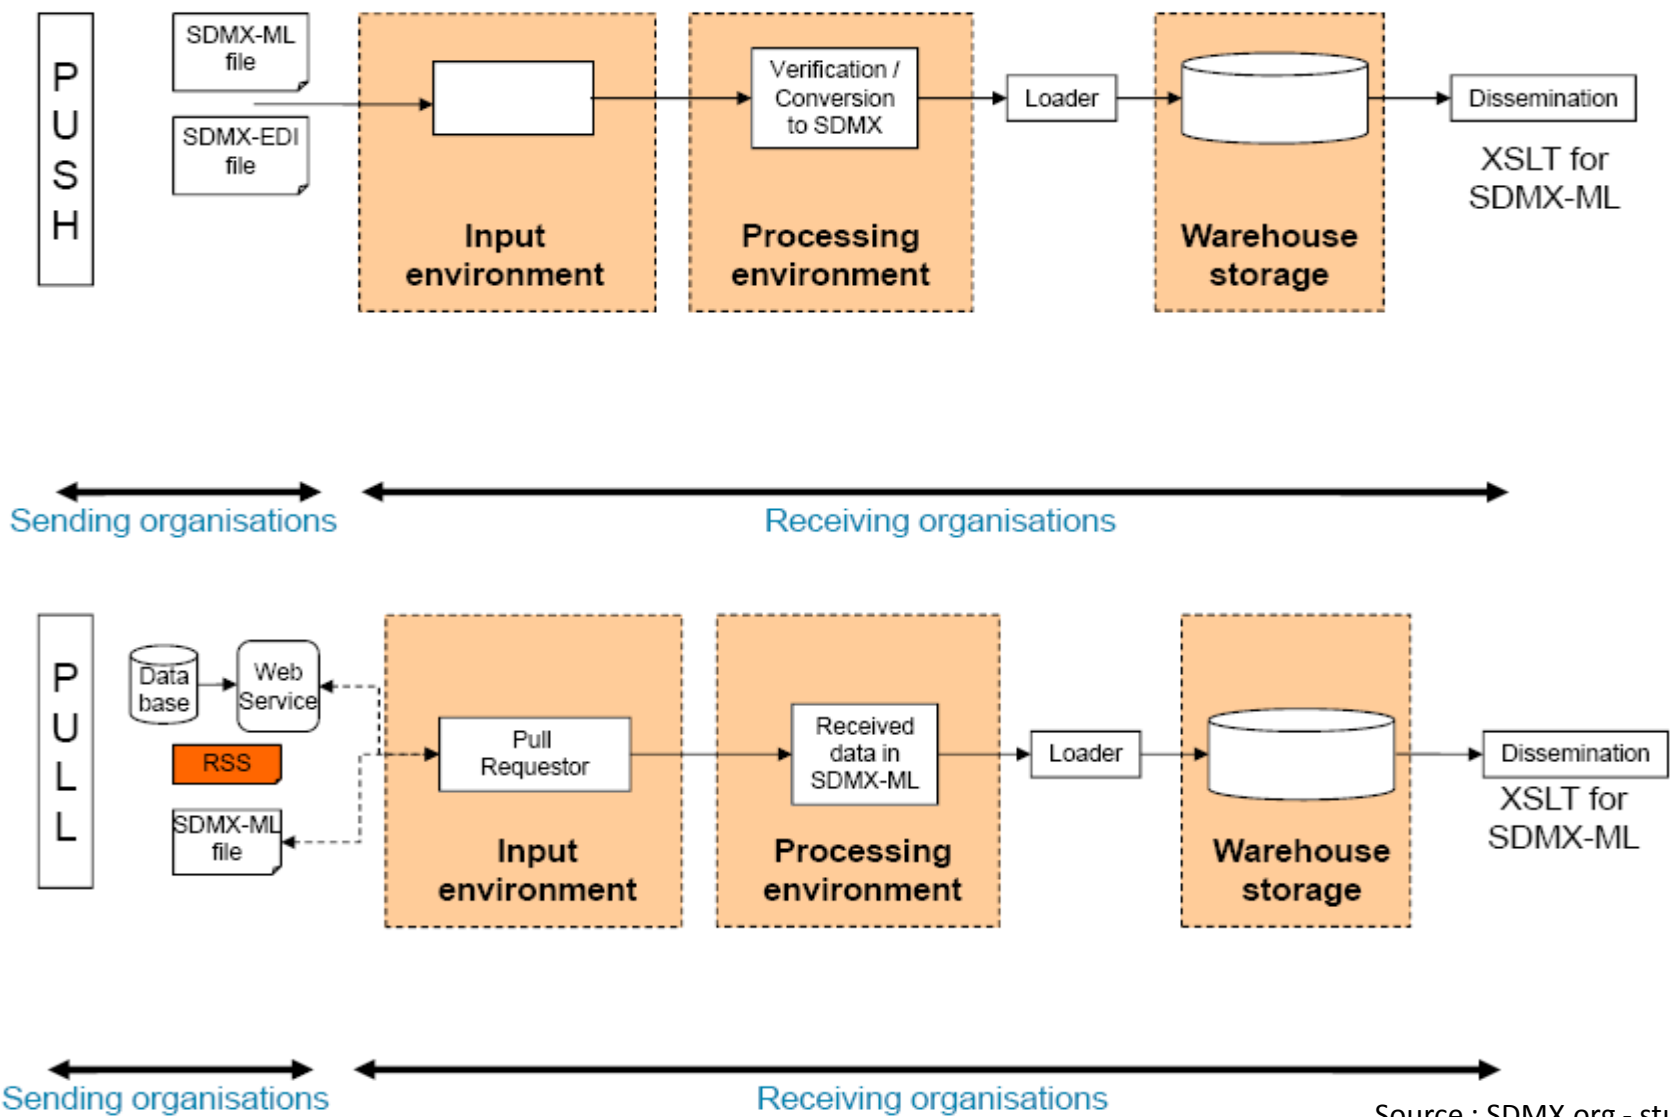 P
U
S
H
SDMX-ML
file
SDMX-EDI
file
Input
environment
Verification /
Conversion
to SDMX
Processing
environment
Loader
Warehouse
storage
Dissemination
XSLT for
SDMX-ML
Sending organisations
Receiving organisations
P
U
L
L
Data
base
Web
Service
RSS
SDMX-ML
file
Pull
Requestor
Input
environment
Received
data in
SDMX-ML
Processing
environment
Loader
Warehouse
storage
Dissemination
XSLT for
SDMX-ML
Sending organisations
Receiving organisations
Source : SDMX.org - stu